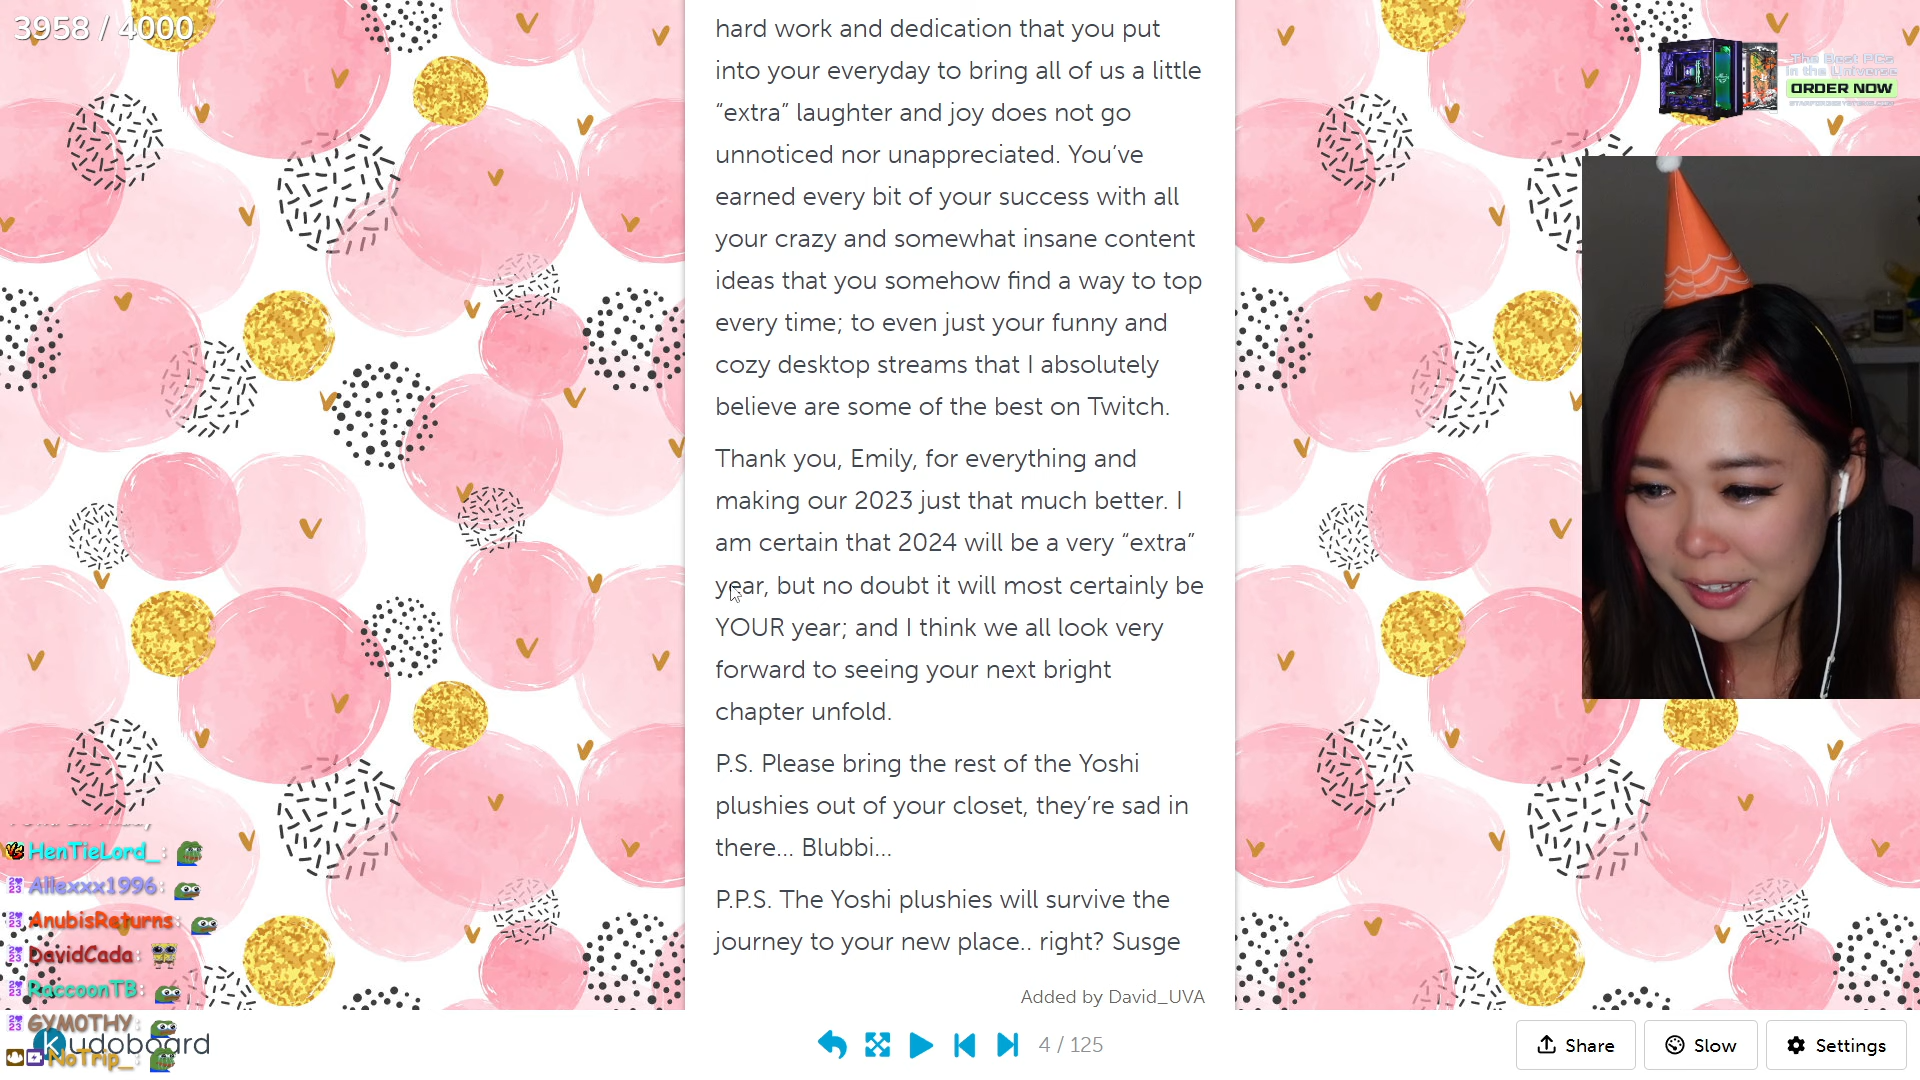 3958 / 4000
hard work and dedication that you put
into your everyday to bring all of us a little
“extra” laughter and joy does not go
unnoticed nor unappreciated. You’ve
earned every bit of your success with all
your crazy and somewhat insane content
ideas that you somehow find a way to top
every time; to even just your funny and
cozy desktop streams that I absolutely
believe are some of the best on Twitch.
Thank you, Emily, for everything and
making our 2023 just that much better. I
am certain that 2024 will be a very “extra”
year, but no doubt it will most certainly be
YOUR year; and I think we all look very
forward to seeing your next bright
chapter unfold.
P.S. Please bring the rest of the Yoshi
plushies out of your closet, they’re sad in
there... Blubbi...
P.P.S. The Yoshi plushies will survive the
journey to your new place.. right? Susge
Added by David_UVA
The Best PCs
in the Universe
ORDER NOW
HenTieLord_:
Allexxx1996:
AnubisReturns:
DavidCada:
RaccoonTB:
GYMOTHY:
NoTrip_:
kudoboard
4 / 125
Share
Slow
Settings